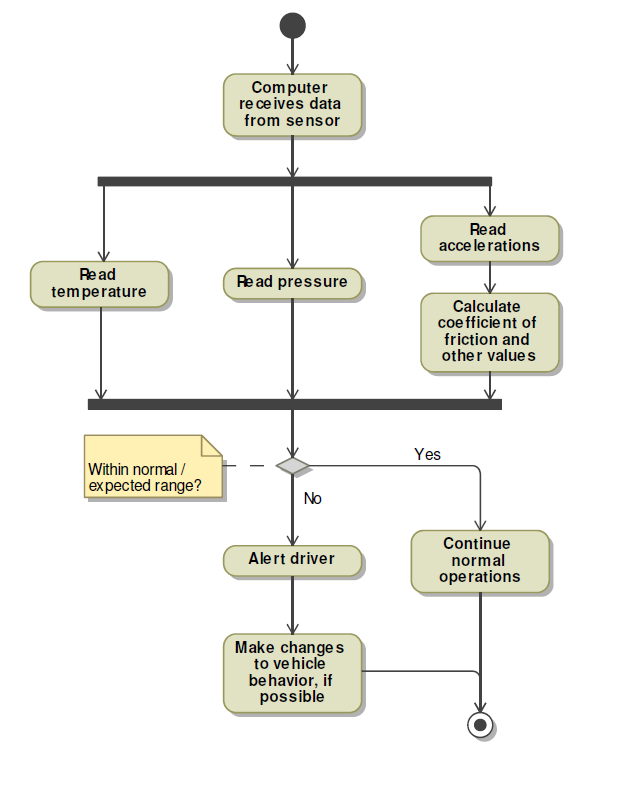 Computer
receives data
from sensor
Read
accelerations
Read
temperature
Read pressure
Calculate
coefficient of
friction and
other values
Within normal /
expected range?
Yes
No
Alert driver
Continue
normal
operations
Make changes
to vehicle
behavior, if
possible